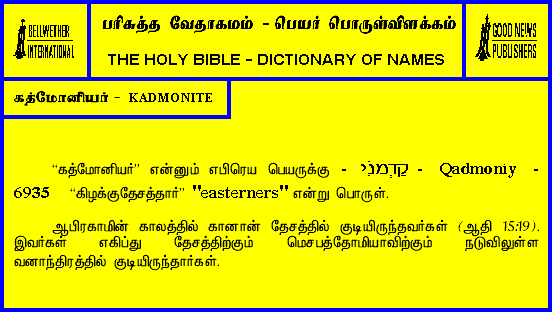 BELLWETHER
INTERNATIONAL
பரிசுத்த வேதாகமம் - பெயர் பொருள்விளக்கம்
THE HOLY BIBLE - DICTIONARY OF NAMES
GOOD NEWS
PUBLISHERS
கத்மோனியர் - KADMONITE
“கத்மோனியர்” என்னும் எபிரெய பெயருக்கு - קַדְמֹנִי - Qadmoniy -
6935 “கிழக்குதேசத்தார்” "easterners" என்று பொருள்.
ஆபிரகாமின் காலத்தில் கானான் தேசத்தில் குடியிருந்தவர்கள் (ஆதி 15:19).
இவர்கள் எகிப்து தேசத்திற்கும் மெசபத்தோமியாவிற்கும் நடுவிலுள்ள
வனாந்திரத்தில் குடியிருந்தார்கள்.